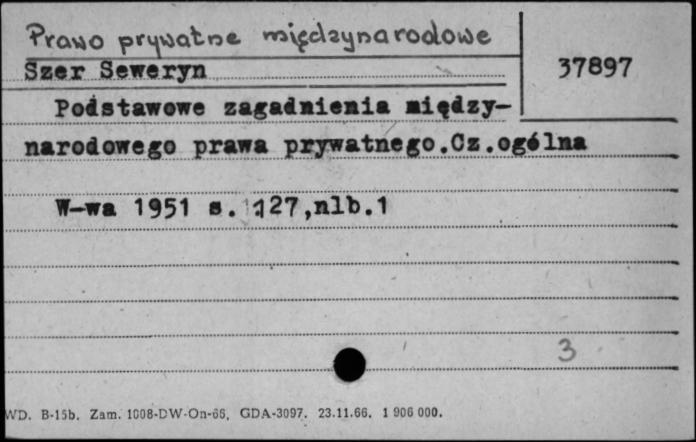 Prawo prywatne międzynarodowe
Szer Seweryn
37897
Podstawowe zagadnienia między-
narodowego prawa prywatnego.Cz.ogólna
W-wa 1951 s. 127,nlb.1
3
WD. B-15b. Zam. 1008-DW-On-66. GDA-3097. 23.11.66. 1 906 000.